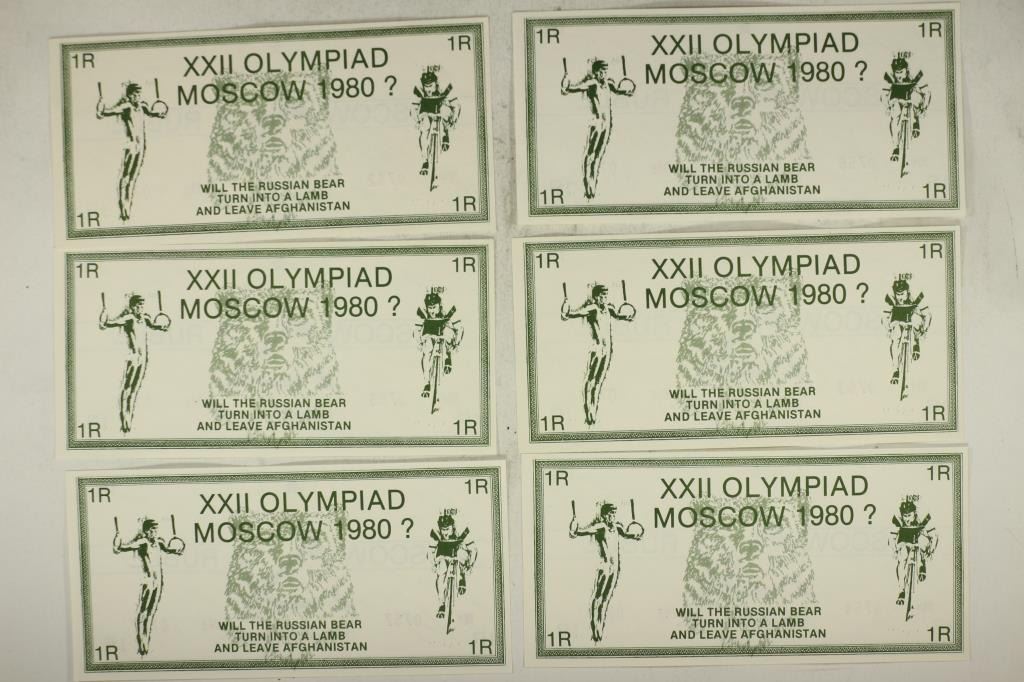 1R 1R
XXII OLYMPIAD
MOSCOW 1980 ?
WILL THE RUSSIAN BEAR
TURN INTO A LAMB
AND LEAVE AFGHANISTAN
1R 1R
1R 1R
XXII OLYMPIAD
MOSCOW 1980 ?
WILL THE RUSSIAN BEAR
TURN INTO A LAMB
AND LEAVE AFGHANISTAN
1R 1R
1R 1R
XXII OLYMPIAD
MOSCOW 1980 ?
WILL THE RUSSIAN BEAR
TURN INTO A LAMB
AND LEAVE AFGHANISTAN
1R 1R
1R 1R
XXII OLYMPIAD
MOSCOW 1980 ?
WILL THE RUSSIAN BEAR
TURN INTO A LAMB
AND LEAVE AFGHANISTAN
1R 1R
1R 1R
XXII OLYMPIAD
MOSCOW 1980 ?
WILL THE RUSSIAN BEAR
TURN INTO A LAMB
AND LEAVE AFGHANISTAN
1R 1R
1R 1R
XXII OLYMPIAD
MOSCOW 1980 ?
WILL THE RUSSIAN BEAR
TURN INTO A LAMB
AND LEAVE AFGHANISTAN
1R 1R